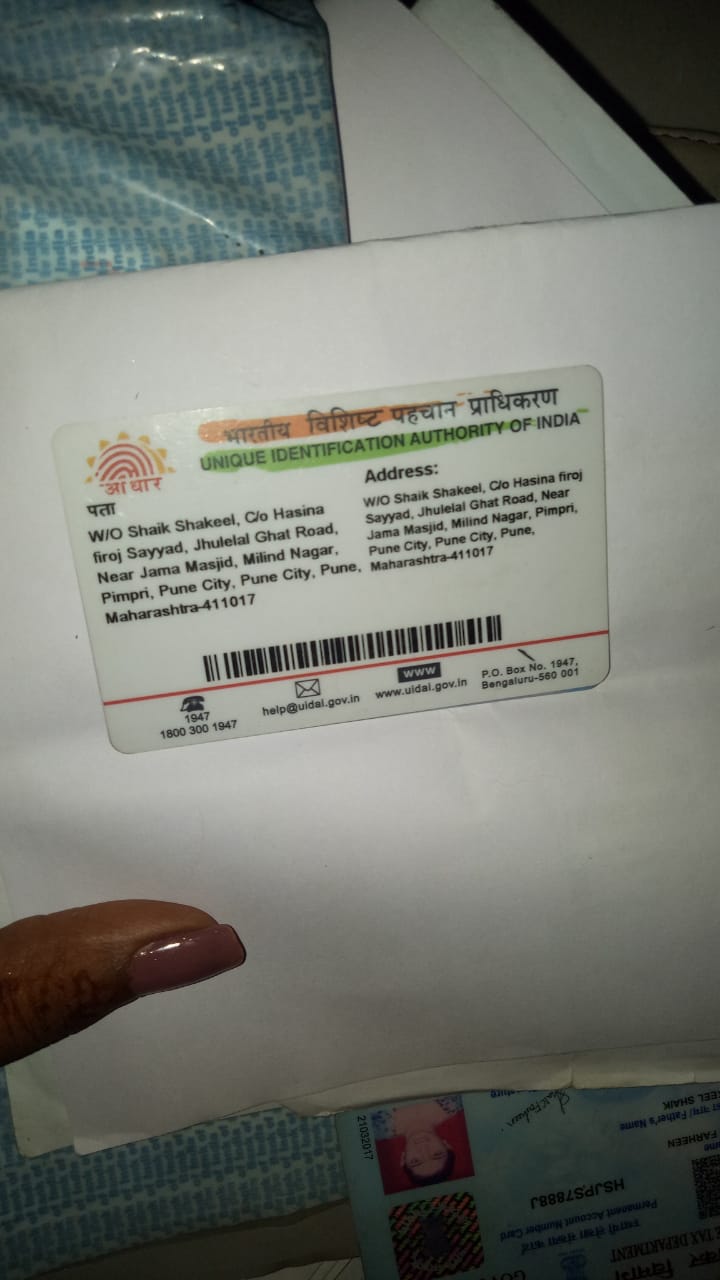 भारतीय विशिष्ट पहचान प्राधिकरण
UNIQUE IDENTIFICATION AUTHORITY OF INDIA
आधार
पता
W/O Shaik Shakeel, C/o Hasina
firoj Sayyad, Jhulelal Ghat Road,
Near Jama Masjid, Milind Nagar,
Pimpri, Pune City, Pune City, Pune,
Maharashtra-411017
Address:
W/O Shaik Shakeel, C/o Hasina firoj
Sayyad, Jhulelal Ghat Road, Near
Jama Masjid, Milind Nagar, Pimpri,
Pune City, Pune City, Pune,
Maharashtra-411017
1947
1800 300 1947
help@uidai.gov.in
www
www.uidai.gov.in
P.O. Box No. 1947,
Bengaluru-560 001
TAX DEPARTMENT
Permanent Account Number Card
HSJPS7888J
FARHEEN
Father's Name
SHAIK
21032017